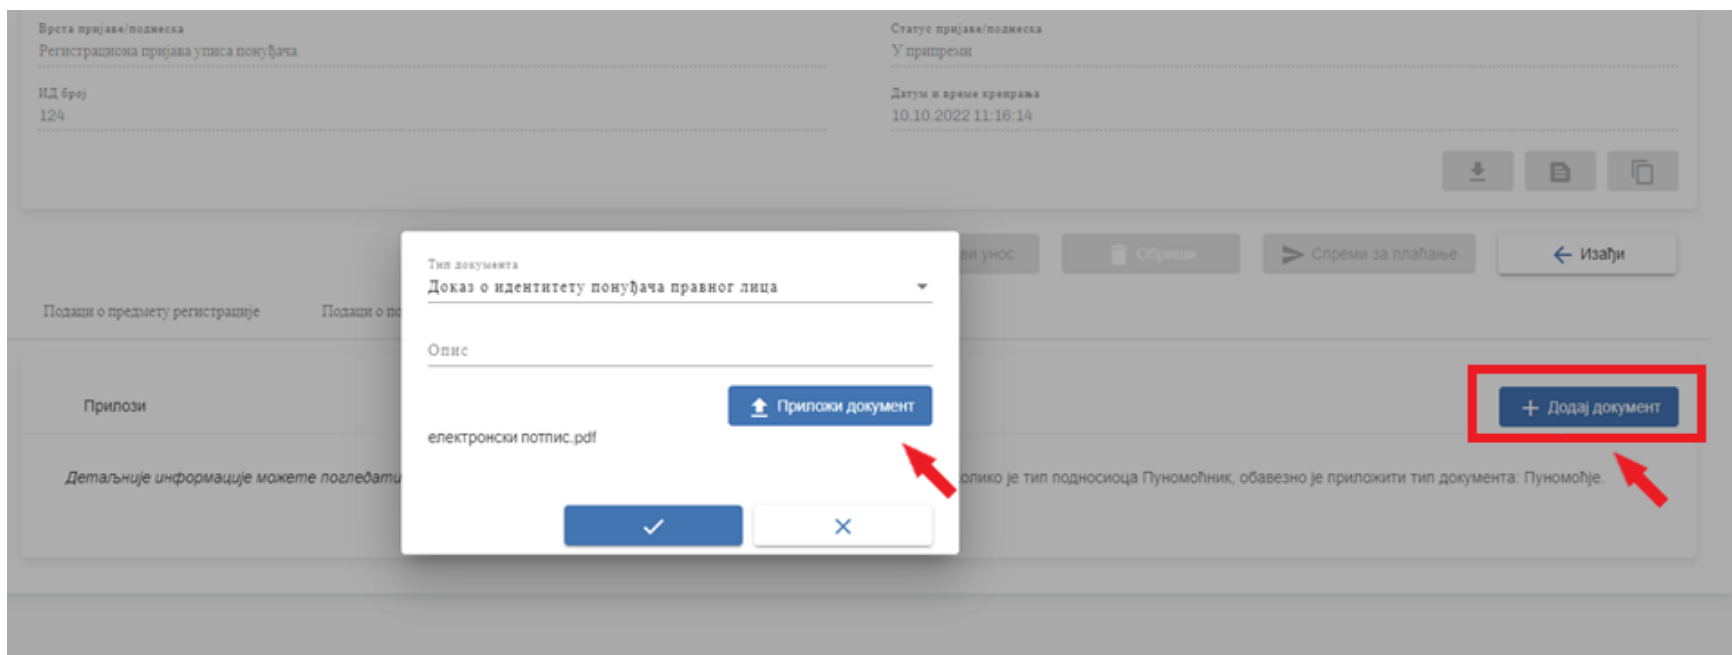 Врста пријаве/поднеска
Регистрациона пријава уписа понуђача
Статус пријаве/поднеска
У припреми
ИД број
124
Датум и време креирања
10.10.2022 11:16:14
ви унос
Обриши
Спреми за плаћање
Изађи
Подаци о предмету регистрације
Подаци о по
Тип документа
Доказ о идентитету понуђача правног лица
Опис
Приложи документ
електронски потпис.pdf
Прилози
Додај документ
Детаљније информације можете погледати
олико је тип подносиоца Пуномоћник, обавезно је приложити тип документа: Пуномоћје.